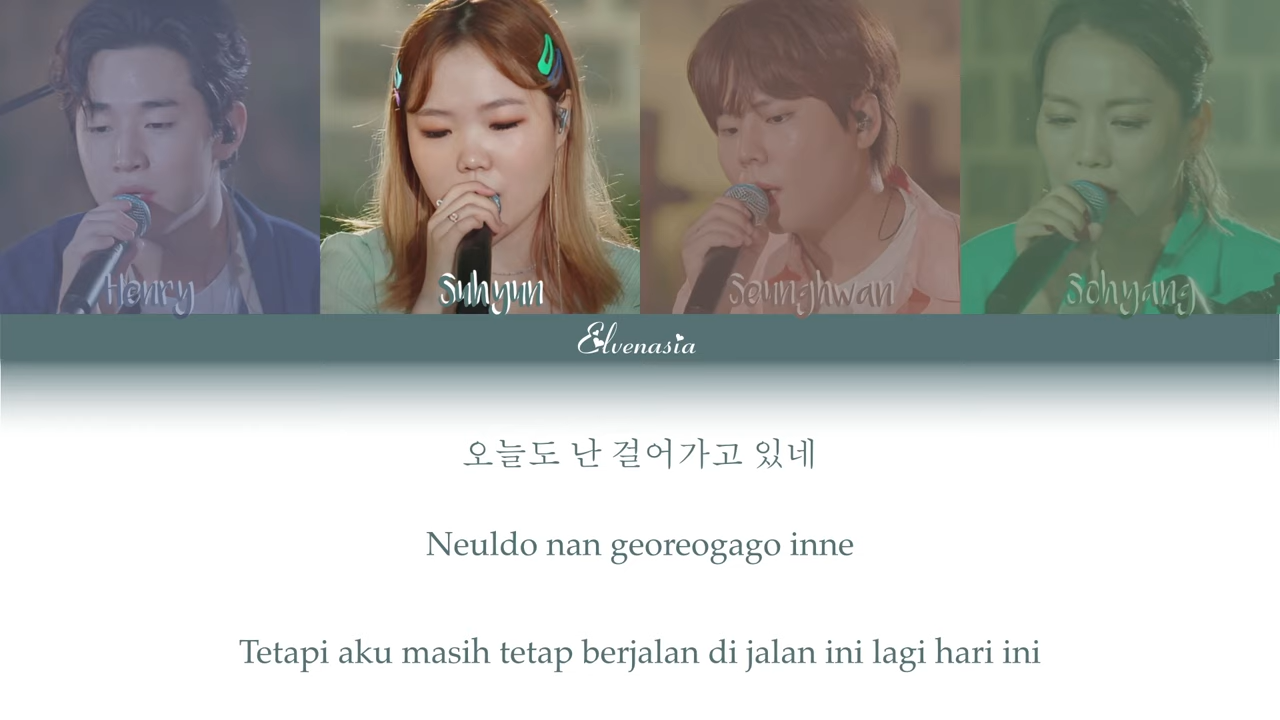 Henry Suhyun Seunghwan Sohyang
Elvenasia
오늘도 난 걸어가고 있네
Neuldo nan georeogago inne
Tetapi aku masih tetap berjalan di jalan ini lagi hari ini